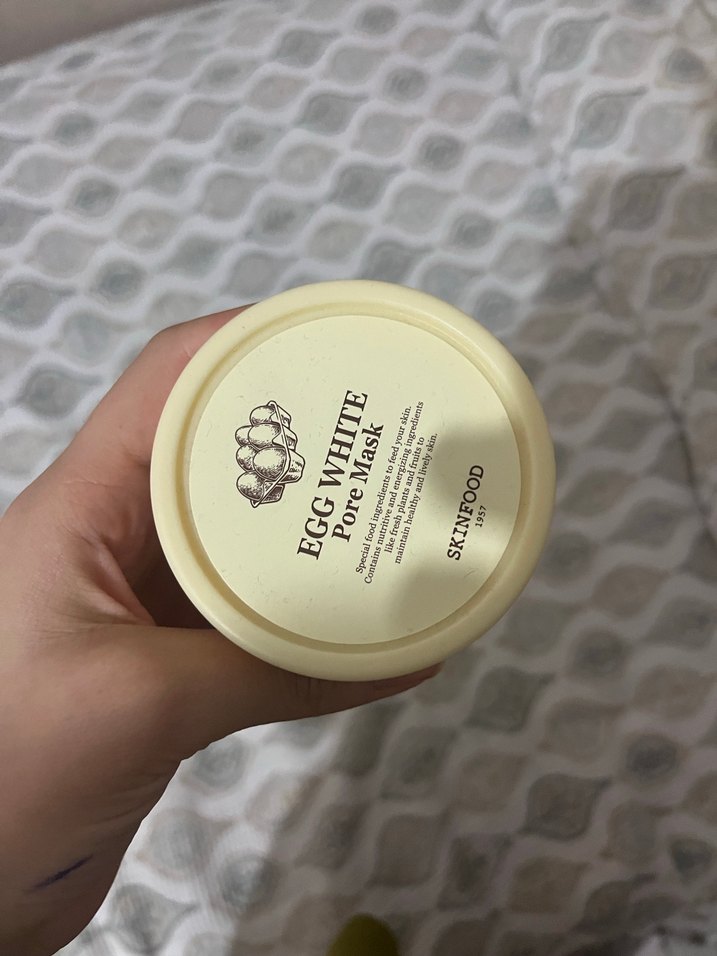 EGG WHITE
Pore Mask
Special food ingredients to feed your skin.
Contains nutritive and energizing ingredients
like fresh plants and fruits to
maintain healthy and lively skin.
SKINFOOD
1957